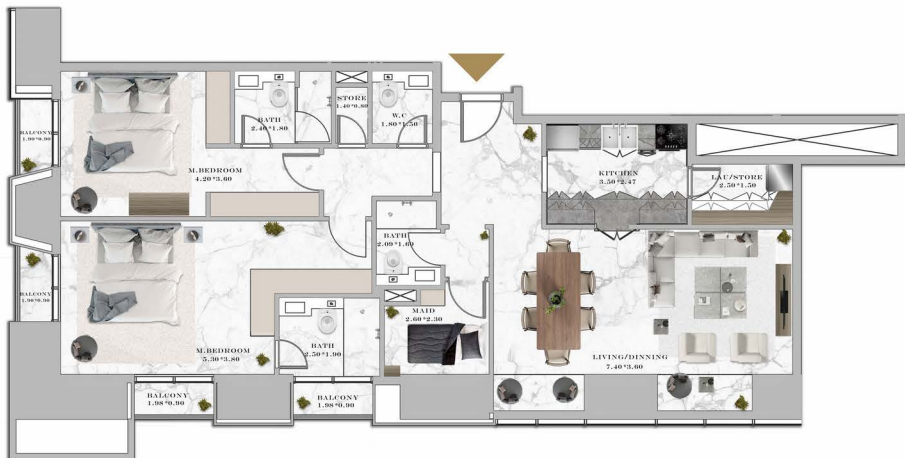 BALCONY
1.90*0.90
M.BEDROOM
4.20*3.60
BATH
2.40*1.80
STORE
1.40*0.80
W.C
1.80*1.50
KITCHEN
3.50*2.47
LAU/STORE
2.50*1.50
BALCONY
1.90*0.90
M.BEDROOM
5.30*3.80
BATH
2.09*1.60
MAID
2.60*2.30
BATH
2.50*1.90
LIVING/DINNING
7.40*3.60
BALCONY
1.98*0.90
BALCONY
1.98*0.90